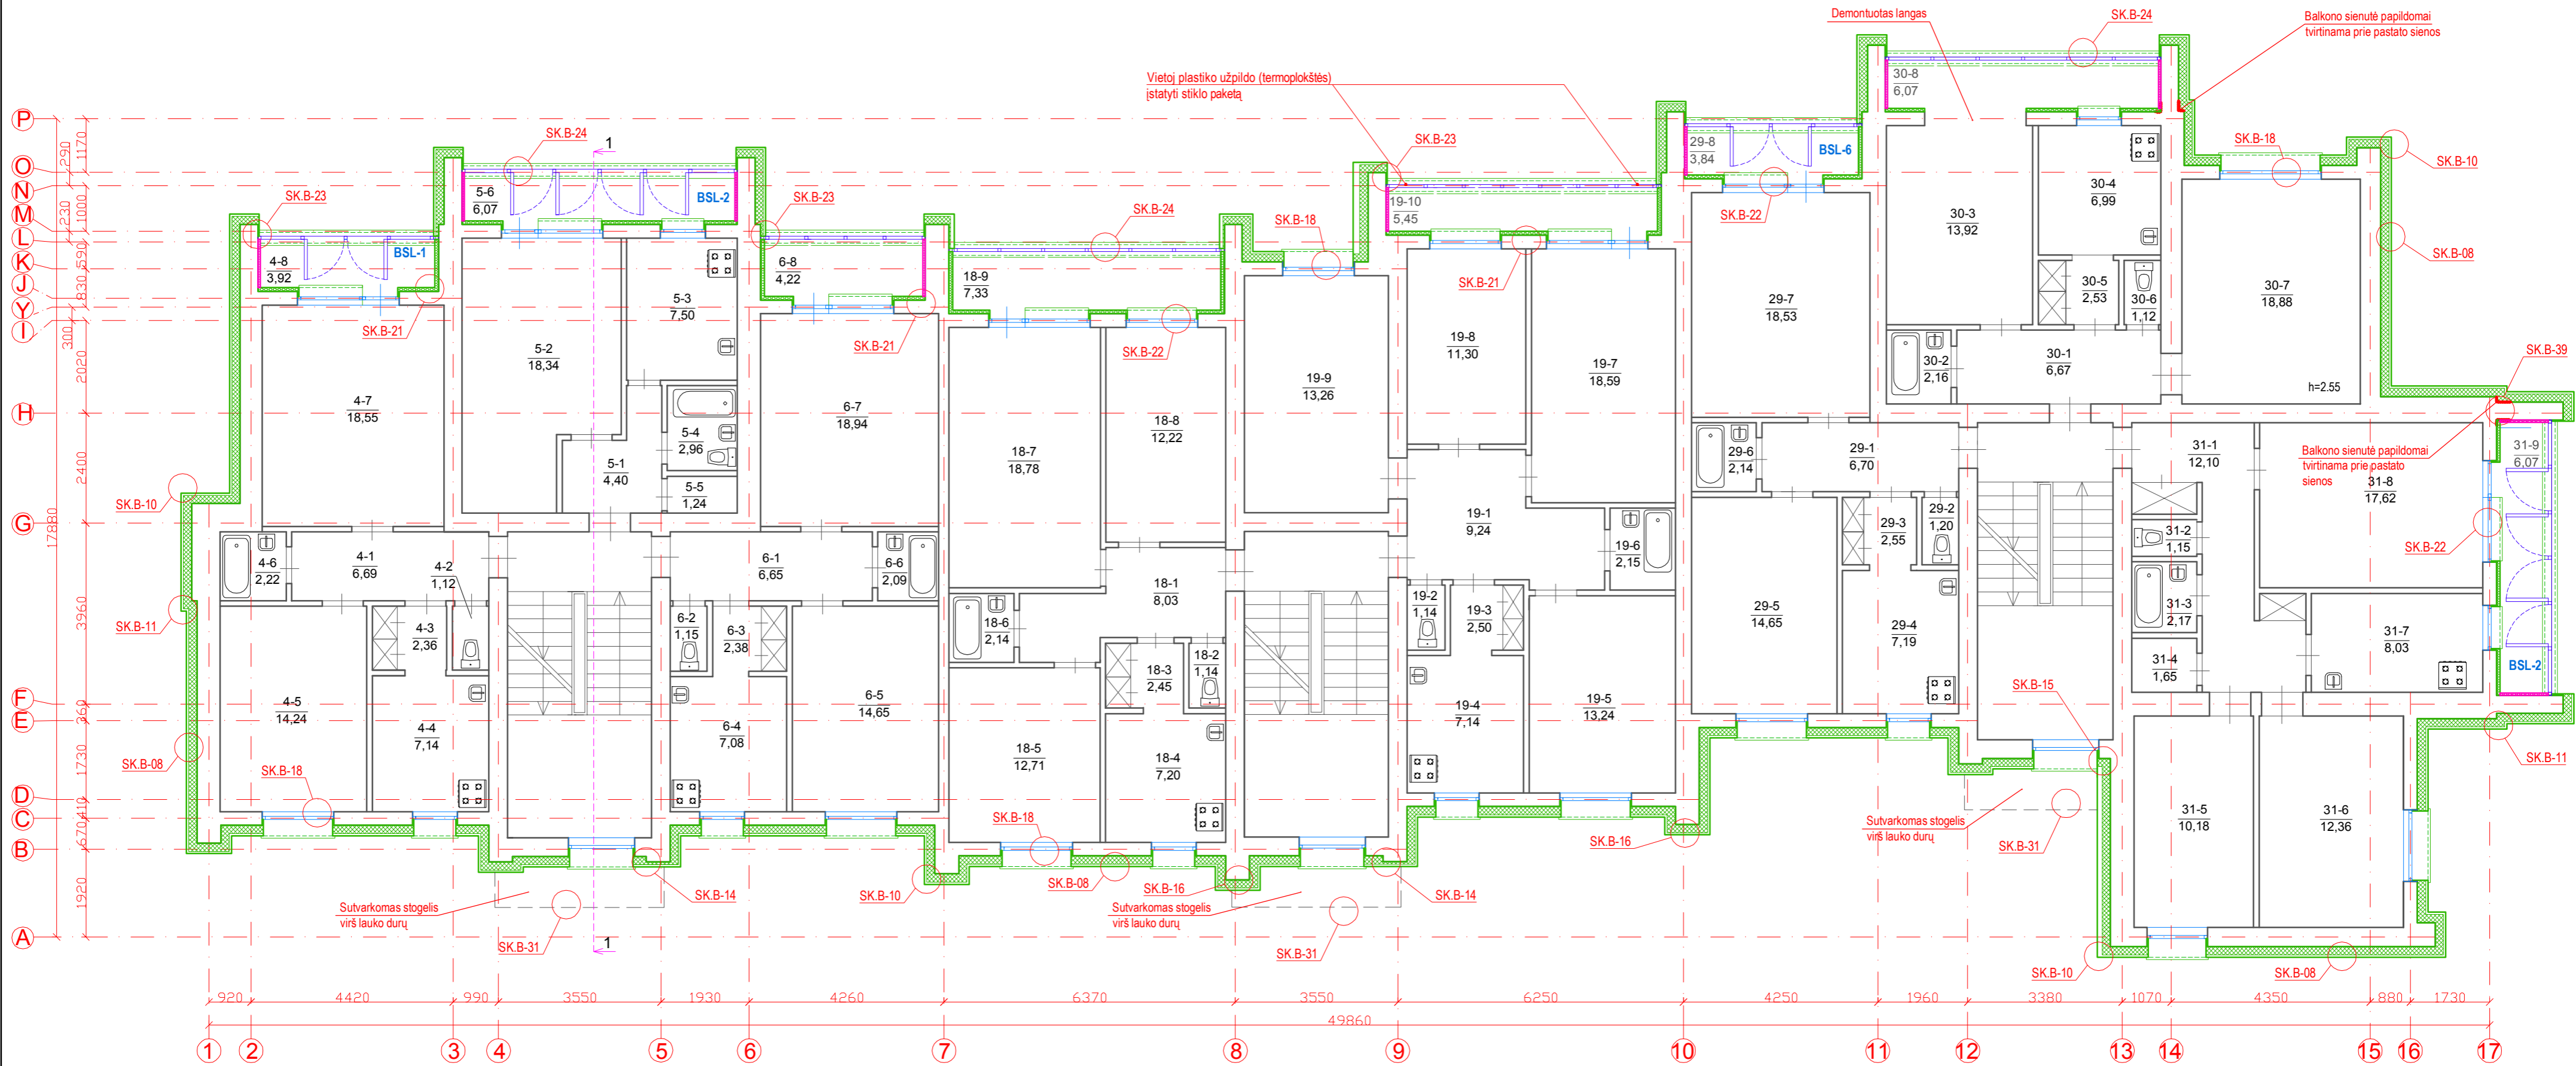 Demontuotas langas
SK.B-24
Balkono sienutė papildomai
tvirtinama prie pastato sienos
Vietoj plastiko užpildo (termoplokštės)
įstatyti stiklo paketą
30-8
6,07
P
O
N
M
L
K
J
Y
I
H
G
F
E
D
C
B
A
1170
290
1000
230
590
830
300
2020
2400
17880
3960
360
1730
410
670
1920
SK.B-24
1
SK.B-23
SK.B-23
SK.B-23
SK.B-24
SK.B-18
SK.B-18
SK.B-10
SK.B-08
29-8
3,84
BSL-6
SK.B-22
5-6
6,07
BSL-2
4-8
3,92
BSL-1
SK.B-21
6-8
4,22
SK.B-21
18-9
7,33
SK.B-22
19-10
5,45
SK.B-21
30-3
13,92
30-4
6,99
30-5
2,53
30-6
1,12
30-7
18,88
30-2
2,16
30-1
6,67
h=2.55
SK.B-39
4-7
18,55
5-2
18,34
5-3
7,50
5-4
2,96
5-1
4,40
5-5
1,24
6-7
18,94
18-7
18,78
18-8
12,22
19-9
13,26
19-8
11,30
19-7
18,59
29-7
18,53
29-6
2,14
29-1
6,70
31-1
12,10
Balkono sienutė papildomai
tvirtinama prie pastato
sienos
31-8
17,62
31-9
6,07
SK.B-22
BSL-2
SK.B-10
SK.B-11
SK.B-08
4-6
2,22
4-1
6,69
4-2
1,12
4-3
2,36
4-5
14,24
4-4
7,14
SK.B-18
6-1
6,65
6-6
2,09
6-2
1,15
6-3
2,38
6-5
14,65
6-4
7,08
18-1
8,03
18-6
2,14
18-3
2,45
18-2
1,14
18-5
12,71
18-4
7,20
SK.B-18
19-1
9,24
19-6
2,15
19-2
1,14
19-3
2,50
19-4
7,14
19-5
13,24
29-5
14,65
29-3
2,55
29-2
1,20
29-4
7,19
31-2
1,15
31-3
2,17
31-4
1,65
31-7
8,03
31-5
10,18
31-6
12,36
SK.B-15
SK.B-11
Sutvarkomas stogelis
virš lauko durų
SK.B-31
SK.B-16
SK.B-14
SK.B-10
SK.B-08
SK.B-16
SK.B-14
Sutvarkomas stogelis
virš lauko durų
SK.B-31
1
Sutvarkomas stogelis
virš lauko durų
SK.B-31
SK.B-10
SK.B-08
920
4420
990
3550
1930
4260
6370
3550
6250
4250
1960
3380
1070
4350
880
1730
49860
1
2
3
4
5
6
7
8
9
10
11
12
13
14
15
16
17